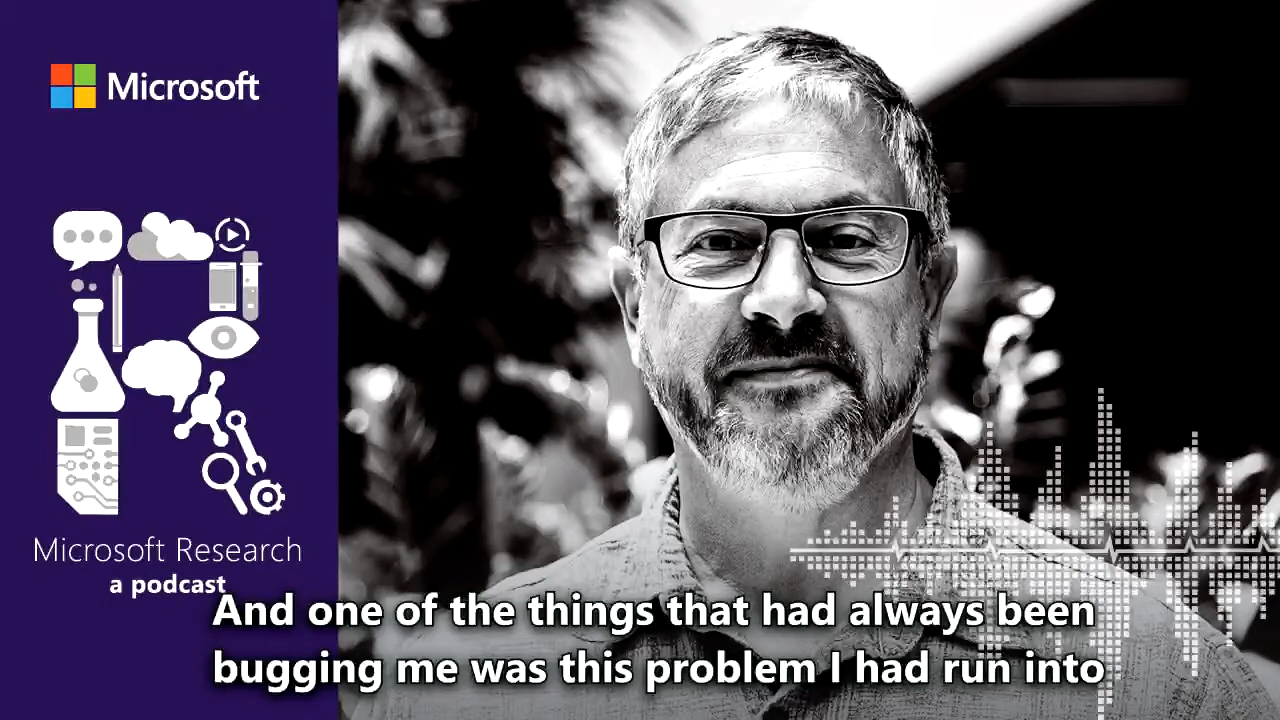 Microsoft
Microsoft Research
a podcast
And one of the things that had always been
bugging me was this problem I had run into